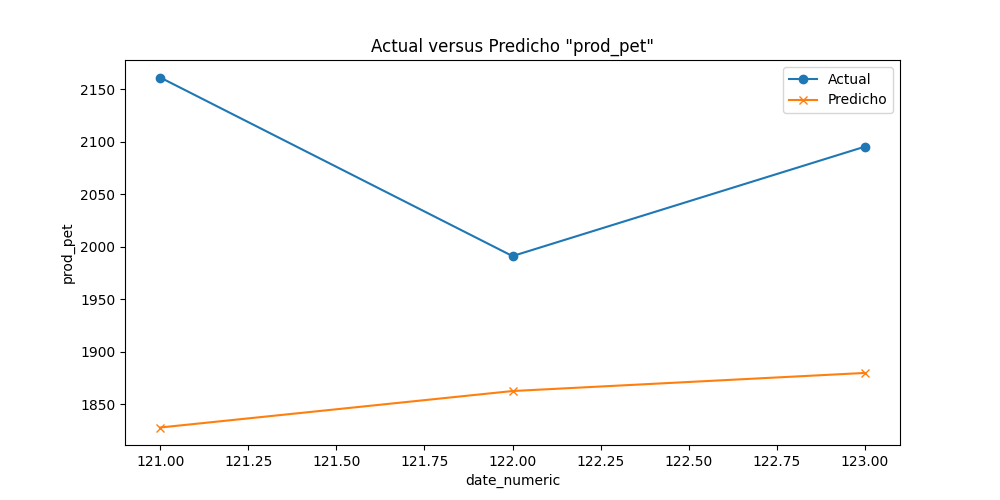 Actual versus Predicho "prod_pet"
Actual
Predicho
2150
2100
2050
2000
1950
1900
1850
prod_pet
121.00 121.25 121.50 121.75 122.00 122.25 122.50 122.75 123.00
date_numeric